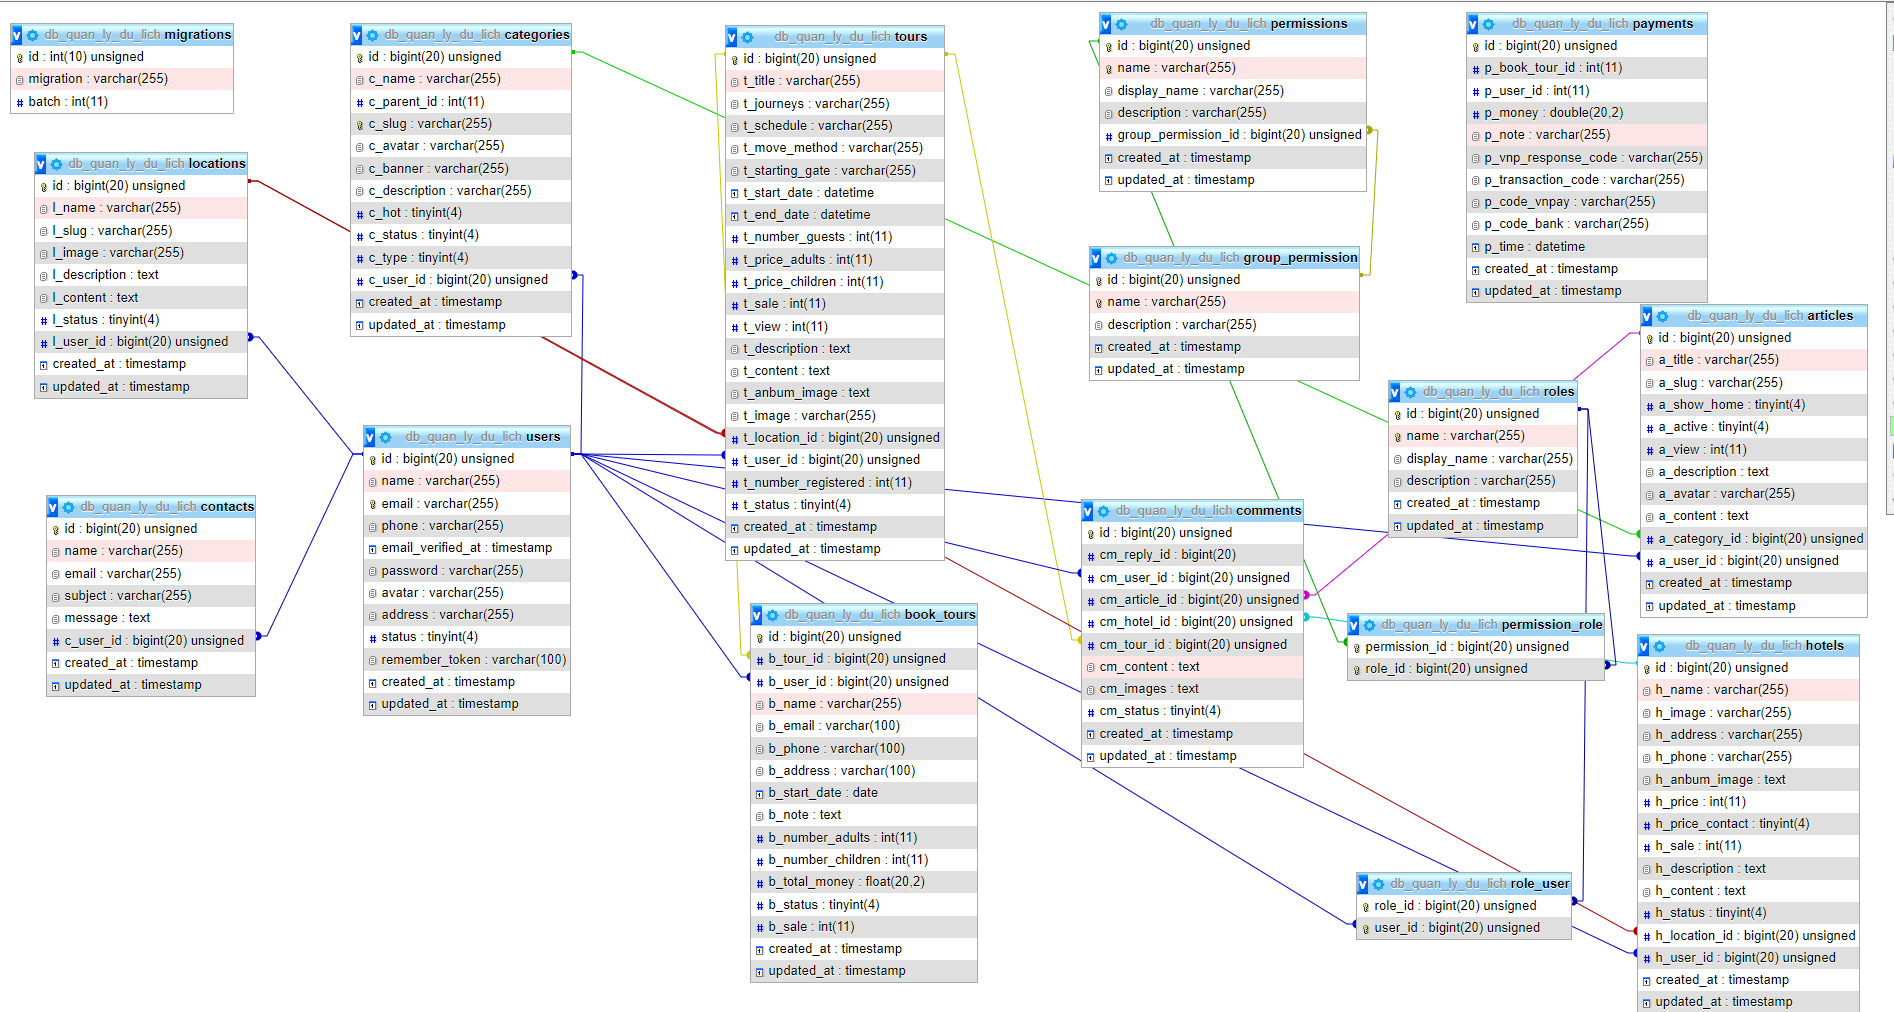 db_quan_ly_du_lich migrations
id : int(10) unsigned
migration : varchar(255)
batch : int(11)
db_quan_ly_du_lich locations
id : bigint(20) unsigned
l_name : varchar(255)
l_slug : varchar(255)
l_image : varchar(255)
l_description : text
l_content : text
l_status : tinyint(4)
l_user_id : bigint(20) unsigned
created_at : timestamp
updated_at : timestamp
db_quan_ly_du_lich contacts
id : bigint(20) unsigned
name : varchar(255)
email : varchar(255)
subject : varchar(255)
message : text
c_user_id : bigint(20) unsigned
created_at : timestamp
updated_at : timestamp
db_quan_ly_du_lich categories
id : bigint(20) unsigned
c_name : varchar(255)
c_parent_id : int(11)
c_slug : varchar(255)
c_avatar : varchar(255)
c_banner : varchar(255)
c_description : varchar(255)
c_hot : tinyint(4)
c_status : tinyint(4)
c_type : tinyint(4)
c_user_id : bigint(20) unsigned
created_at : timestamp
updated_at : timestamp
db_quan_ly_du_lich users
id : bigint(20) unsigned
name : varchar(255)
email : varchar(255)
phone : varchar(255)
email_verified_at : timestamp
password : varchar(255)
avatar : varchar(255)
address : varchar(255)
status : tinyint(4)
remember_token : varchar(100)
created_at : timestamp
updated_at : timestamp
db_quan_ly_du_lich tours
id : bigint(20) unsigned
t_title : varchar(255)
t_journeys : varchar(255)
t_schedule : varchar(255)
t_move_method : varchar(255)
t_starting_gate : varchar(255)
t_start_date : datetime
t_end_date : datetime
t_number_guests : int(11)
t_price_adults : int(11)
t_price_children : int(11)
t_sale : int(11)
t_view : int(11)
t_description : text
t_content : text
t_anbum_image : text
t_image : varchar(255)
t_location_id : bigint(20) unsigned
t_user_id : bigint(20) unsigned
t_number_registered : int(11)
t_status : tinyint(4)
created_at : timestamp
updated_at : timestamp
db_quan_ly_du_lich book_tours
id : bigint(20) unsigned
b_tour_id : bigint(20) unsigned
b_user_id : bigint(20) unsigned
b_name : varchar(255)
b_email : varchar(100)
b_phone : varchar(100)
b_address : varchar(100)
b_start_date : date
b_note : text
b_number_adults : int(11)
b_number_children : int(11)
b_total_money : float(20,2)
b_status : tinyint(4)
b_sale : int(11)
created_at : timestamp
updated_at : timestamp
db_quan_ly_du_lich permissions
id : bigint(20) unsigned
name : varchar(255)
display_name : varchar(255)
description : varchar(255)
group_permission_id : bigint(20) unsigned
created_at : timestamp
updated_at : timestamp
db_quan_ly_du_lich group_permission
id : bigint(20) unsigned
name : varchar(255)
description : varchar(255)
created_at : timestamp
updated_at : timestamp
db_quan_ly_du_lich comments
id : bigint(20) unsigned
cm_reply_id : bigint(20)
cm_user_id : bigint(20) unsigned
cm_article_id : bigint(20) unsigned
cm_hotel_id : bigint(20) unsigned
cm_tour_id : bigint(20) unsigned
cm_content : text
cm_images : text
cm_status : tinyint(4)
created_at : timestamp
updated_at : timestamp
db_quan_ly_du_lich payments
id : bigint(20) unsigned
p_book_tour_id : int(11)
p_user_id : int(11)
p_money : double(20,2)
p_note : varchar(255)
p_vnp_response_code : varchar(255)
p_transaction_code : varchar(255)
p_code_vnpay : varchar(255)
p_code_bank : varchar(255)
p_time : datetime
created_at : timestamp
updated_at : timestamp
db_quan_ly_du_lich roles
id : bigint(20) unsigned
name : varchar(255)
display_name : varchar(255)
description : varchar(255)
created_at : timestamp
updated_at : timestamp
db_quan_ly_du_lich permission_role
permission_id : bigint(20) unsigned
role_id : bigint(20) unsigned
db_quan_ly_du_lich role_user
role_id : bigint(20) unsigned
user_id : bigint(20) unsigned
db_quan_ly_du_lich articles
id : bigint(20) unsigned
a_title : varchar(255)
a_slug : varchar(255)
a_show_home : tinyint(4)
a_active : tinyint(4)
a_view : int(11)
a_description : text
a_avatar : varchar(255)
a_content : text
a_category_id : bigint(20) unsigned
a_user_id : bigint(20) unsigned
created_at : timestamp
updated_at : timestamp
db_quan_ly_du_lich hotels
id : bigint(20) unsigned
h_name : varchar(255)
h_image : varchar(255)
h_address : varchar(255)
h_phone : varchar(255)
h_anbum_image : text
h_price : int(11)
h_price_contact : tinyint(4)
h_sale : int(11)
h_description : text
h_content : text
h_status : tinyint(4)
h_location_id : bigint(20) unsigned
h_user_id : bigint(20) unsigned
created_at : timestamp
updated_at : timestamp